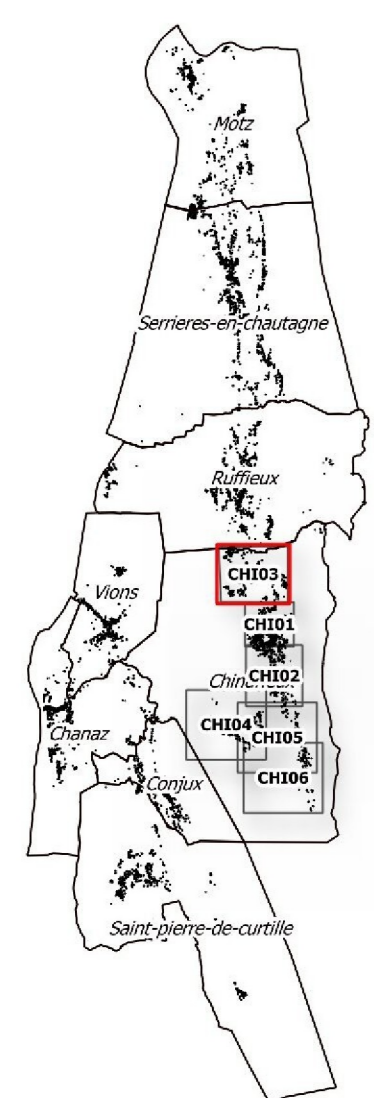 Motz
Serrieres-en-chautagne
Ruffieux
CHI03
Vions
CHI01
CHI02
CHI04
Chanaz
CHI05
Conjux
CHI06
Saint-pierre-de-curtille